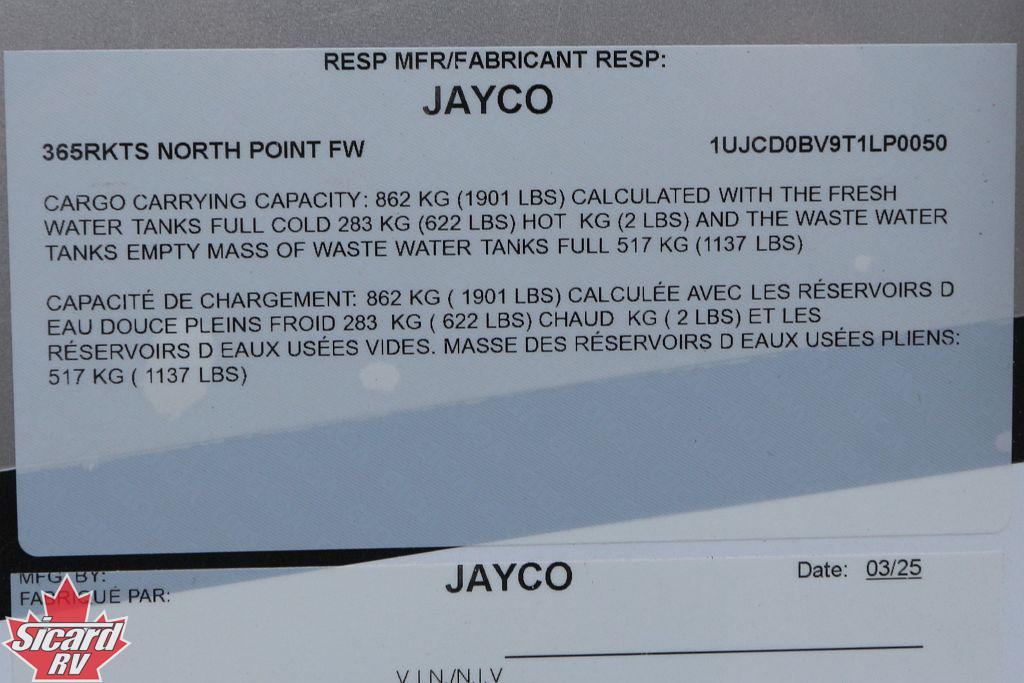 RESP MFR/FABRICANT RESP:
JAYCO
365RKTS NORTH POINT FW 1UJCD0BV9T1LP0050
CARGO CARRYING CAPACITY: 862 KG (1901 LBS) CALCULATED WITH THE FRESH
WATER TANKS FULL COLD 283 KG (622 LBS) HOT KG (2 LBS) AND THE WASTE WATER
TANKS EMPTY MASS OF WASTE WATER TANKS FULL 517 KG (1137 LBS)
CAPACITÉ DE CHARGEMENT: 862 KG ( 1901 LBS) CALCULÉE AVEC LES RÉSERVOIRS D
EAU DOUCE PLEINS FROID 283 KG ( 622 LBS) CHAUD KG ( 2 LBS) ET LES
RÉSERVOIRS D EAUX USÉES VIDES. MASSE DES RÉSERVOIRS D EAUX USÉES PLIENS:
517 KG ( 1137 LBS)
MFG BY: JAYCO Date: 03/25
FABRIQUÉ PAR:
Sicard
RV
V.I.N./N.I.V